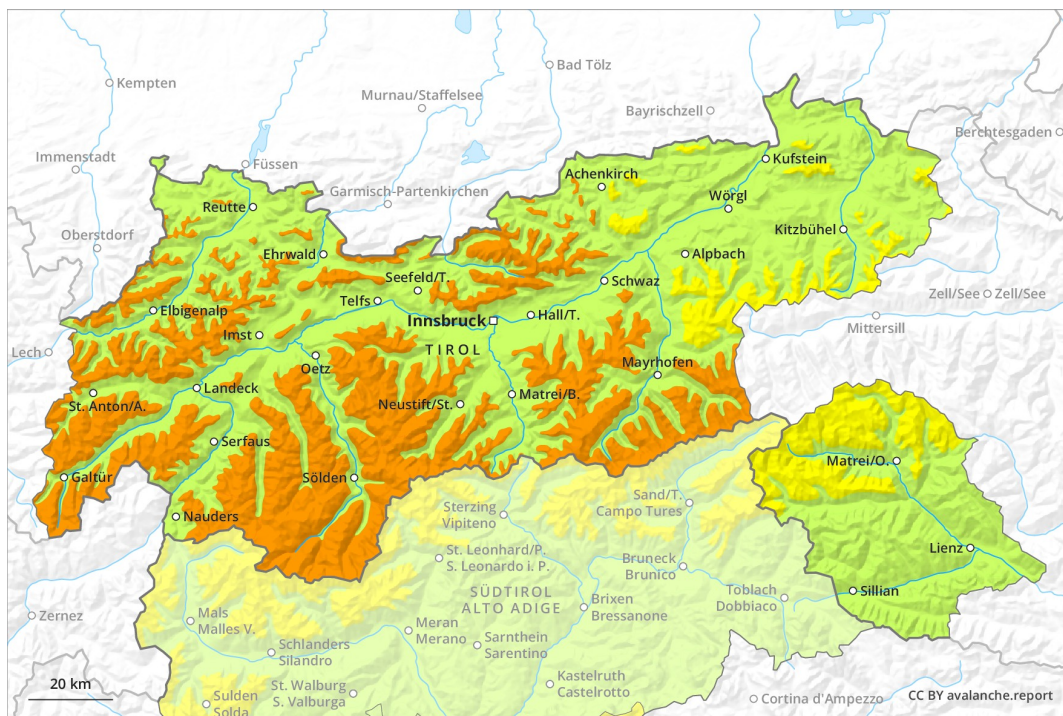 Kempten
Bad Tölz
Murnau/Staffelsee
Bayrischzell
Berchtesgaden
Immenstadt
Füssen
Kufstein
Achenkirch
Garmisch-Partenkirchen
Reutte
Wörgl
Oberstdorf
Kitzbühel
Ehrwald
Alpbach
Seefeld/T.
Schwaz
Zell/See
Zell/See
Telfs
Elbigenalp
Innsbruck
Hall/T.
Mittersill
Imst
Lech
TIROL
Oetz
Mayrhofen
Landeck
Matrei/B.
St. Anton/A.
Neustift/St.
Serfaus
Matrei/O.
Galtür
Sölden
Sand/T.
Campo Tures
Sterzing
Vipiteno
Nauders
Lienz
St. Leonhard/P.
S. Leonardo i. P.
Bruneck
Brunico
Toblach
Dobbiaco
Sillian
SÜDTIROL
ALTO ADIGE
Brixen
Bressanone
Zernez
Mals
Malles V.
Meran
Merano
Sarnthein
Sarentino
Schlanders
Silandro
Kastelruth
Castelrotto
20 km
St. Walburg
S. Valburga
Sulden
Solda
Cortina d'Ampezzo
CC BY avalanche.report